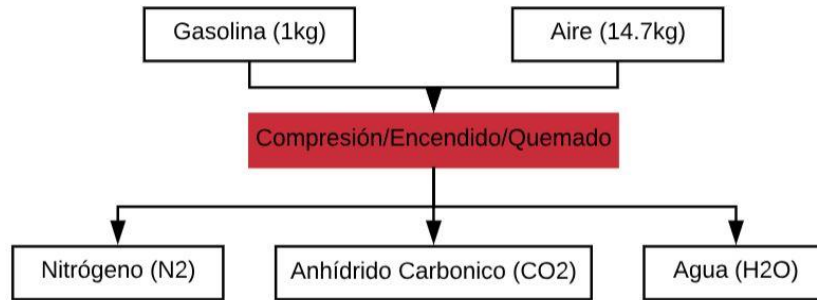 Gasolina (1kg)
Aire (14.7kg)
Compresión/Encendido/Quemado
Nitrógeno (N2)
Anhídrido Carbonico (CO2)
Agua (H2O)